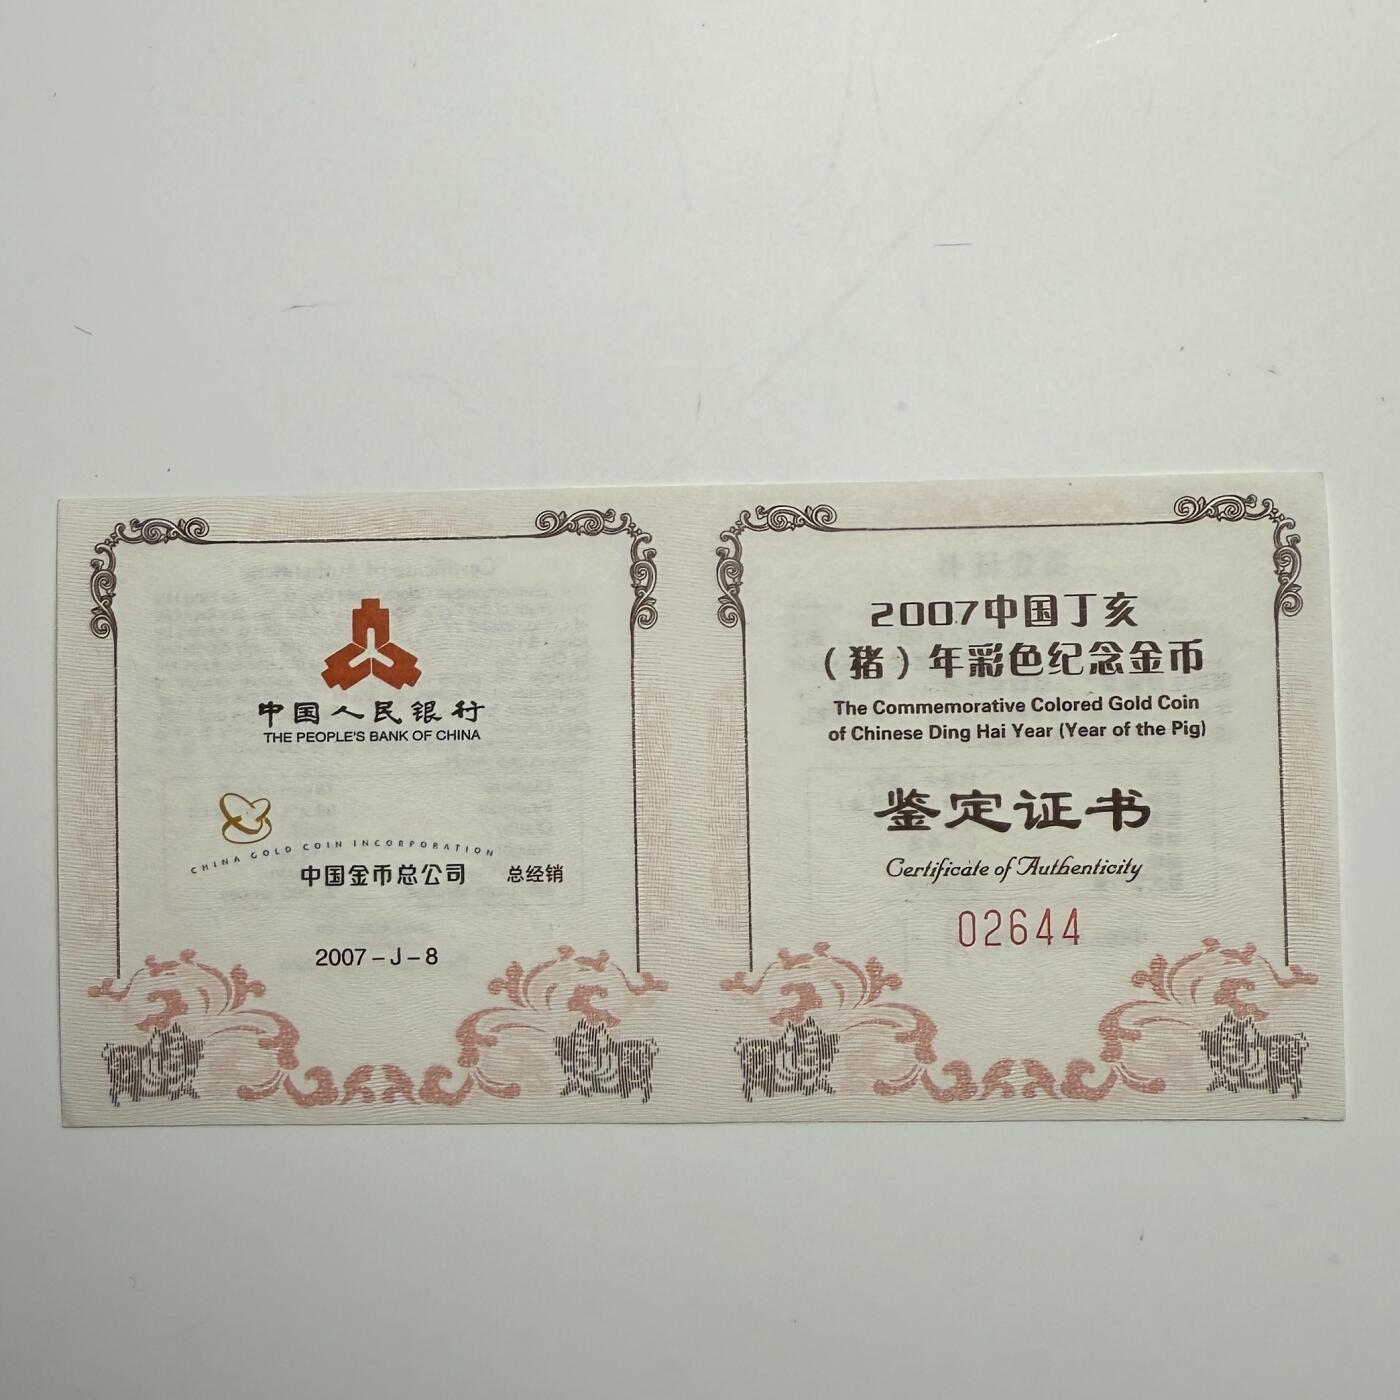 中国人民银行
THE PEOPLE'S BANK OF CHINA
CHINA GOLD COIN INCORPORATION
中国金币总公司 总经销
2007-J-8
2007中国丁亥
（猪）年彩色纪念金币
The Commemorative Colored Gold Coin
of Chinese Ding Hai Year (Year of the Pig)
鉴定证书
Certificate of Authenticity
02644